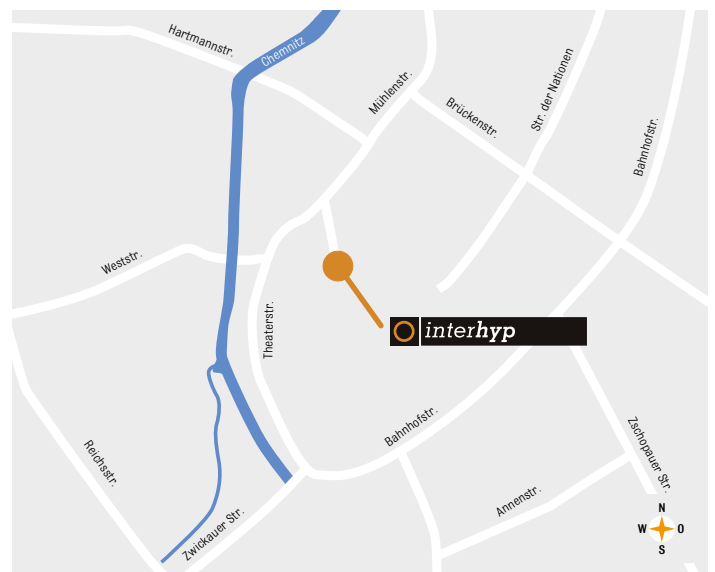 Hartmannstr.
Chemnitz
Mühlenstr.
Brückenstr.
Str. der Nationen
Bahnhofstr.
Weststr.
Theaterstr.
interhyp
Bahnhofstr.
Reichsstr.
Zschopauer Str.
Annenstr.
Zwickauer Str.
N
W O
S